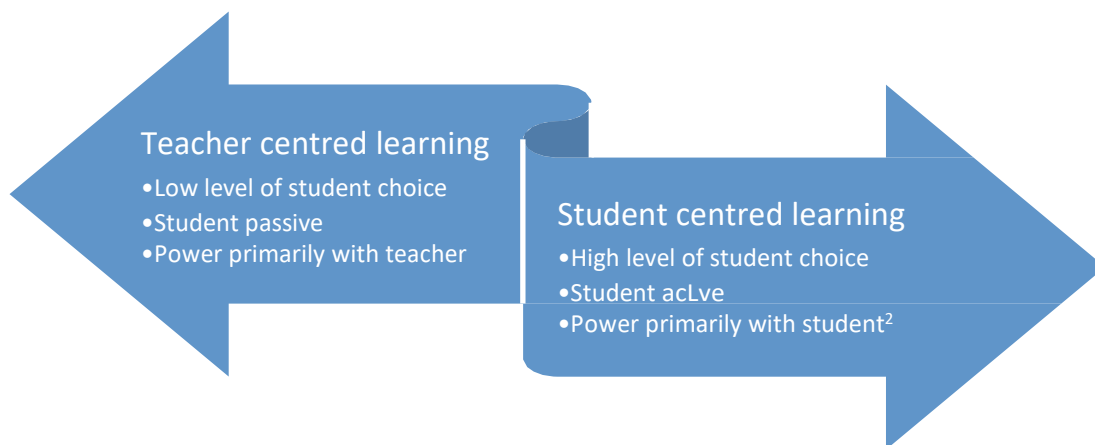 Teacher centred learning
•Low level of student choice
•Student passive
•Power primarily with teacher
Student centred learning
•High level of student choice
•Student acLve
•Power primarily with student²